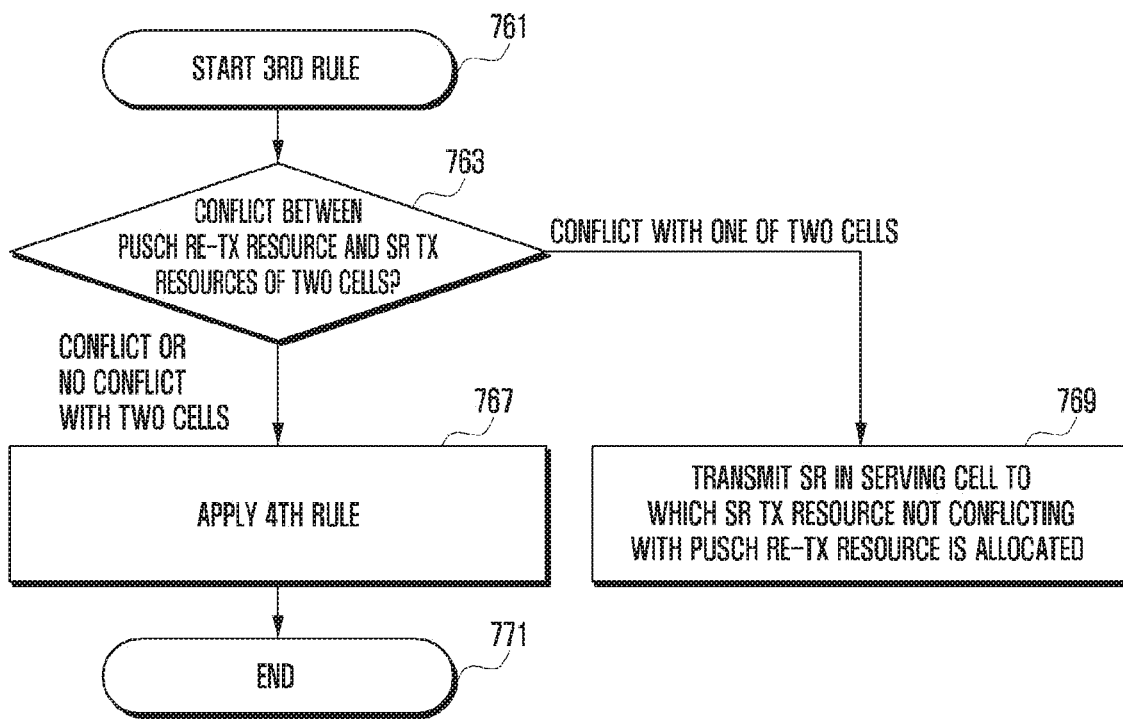 761
START 3RD RULE
763
CONFLICT BETWEEN
PUSCH RE-TX RESOURCE AND SR TX
RESOURCES OF TWO CELLS?
CONFLICT WITH ONE OF TWO CELLS
CONFLICT OR
NO CONFLICT
WITH TWO CELLS
767
APPLY 4TH RULE
769
TRANSMIT SR IN SERVING CELL TO
WHICH SR TX RESOURCE NOT CONFLICTING
WITH PUSCH RE-TX RESOURCE IS ALLOCATED
771
END